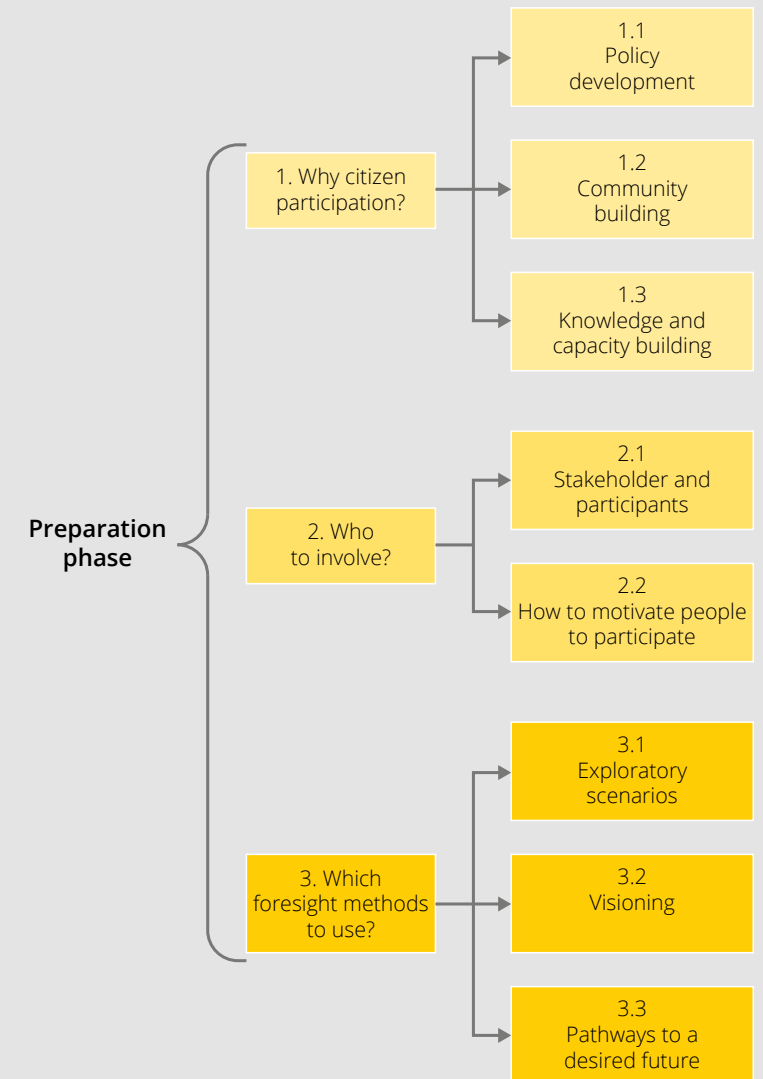 Preparation
phase
1. Why citizen
participation?
1.1
Policy
development
1.2
Community
building
1.3
Knowledge and
capacity building
2. Who
to involve?
2.1
Stakeholder and
participants
2.2
How to motivate people
to participate
3. Which
foresight methods
to use?
3.1
Exploratory
scenarios
3.2
Visioning
3.3
Pathways to a
desired future